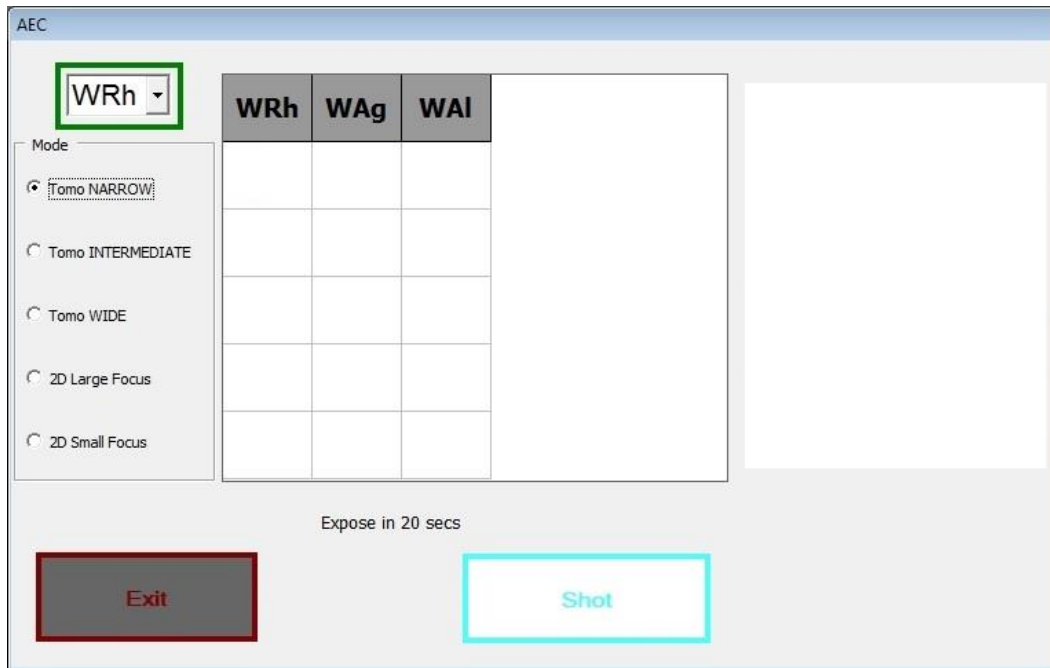 AEC
WRh
WRh WAg WAl
Mode
Tomo NARROW
Tomo INTERMEDIATE
Tomo WIDE
2D Large Focus
2D Small Focus
Expose in 20 secs
Exit Shot